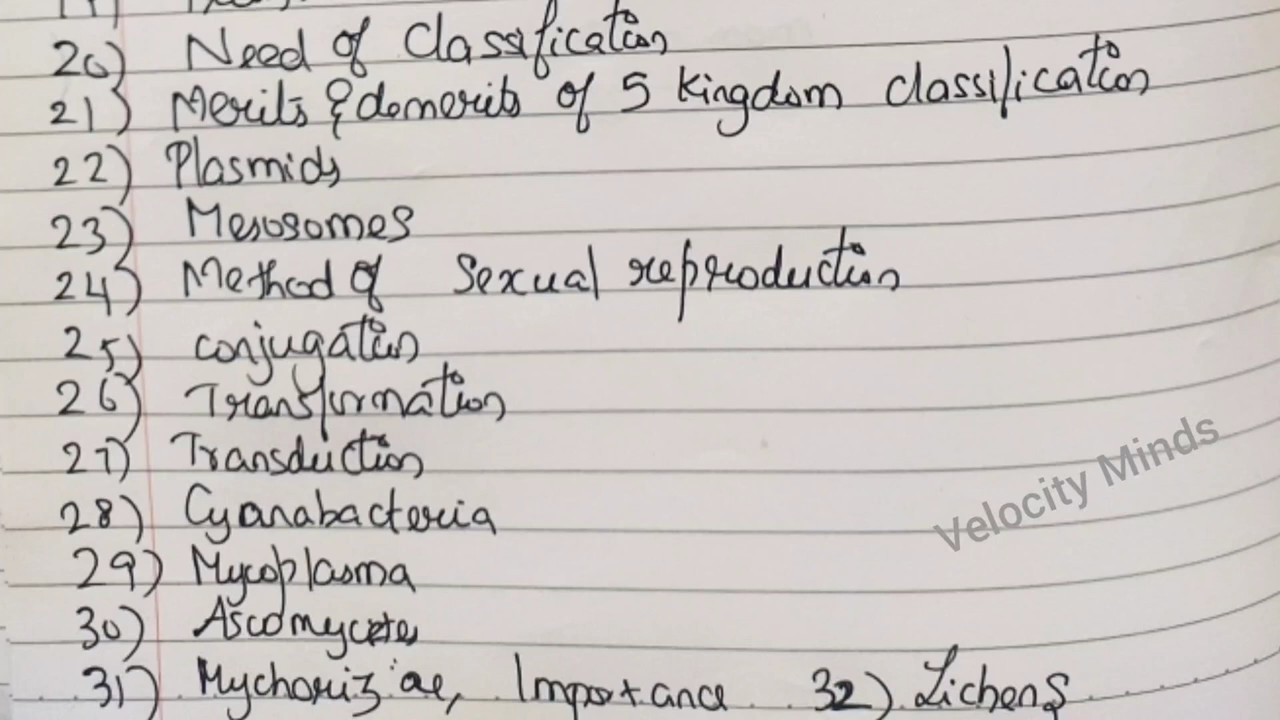 20) Need of Classification
21) Merits & demerits of 5 Kingdom classification
22) Plasmids
23) Mesosomes
24) Method of Sexual reproduction
25) conjugation
26) Transformation
27) Transduction
28) Cyanabacteria
29) Mycoplasma
30) Ascomycetes
31) Mychorizae, Importance 32) Lichens
Velocity Minds